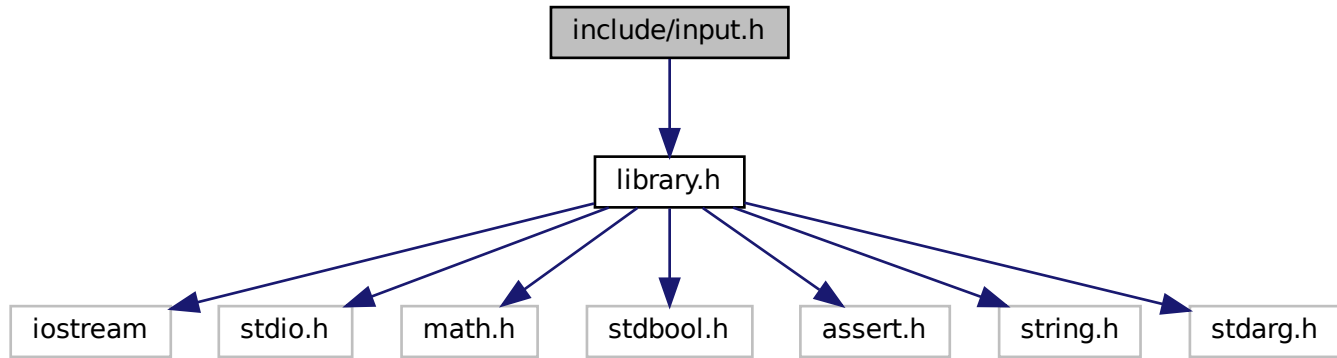 include/input.h
library.h
iostream
stdio.h
math.h
stdbool.h
assert.h
string.h
stdarg.h